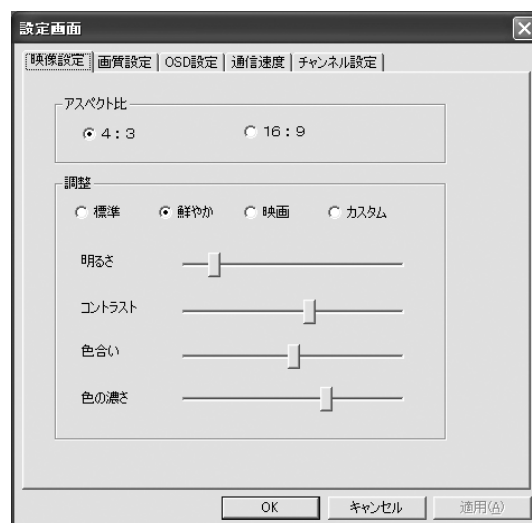 設定画面
映像設定 画質設定 OSD設定 通信速度 チャンネル設定
アスペクト比
4:3 16:9
調整
標準 鮮やか 映画 カスタム
明るさ
コントラスト
色合い
色の濃さ
OK キャンセル 適用(A)